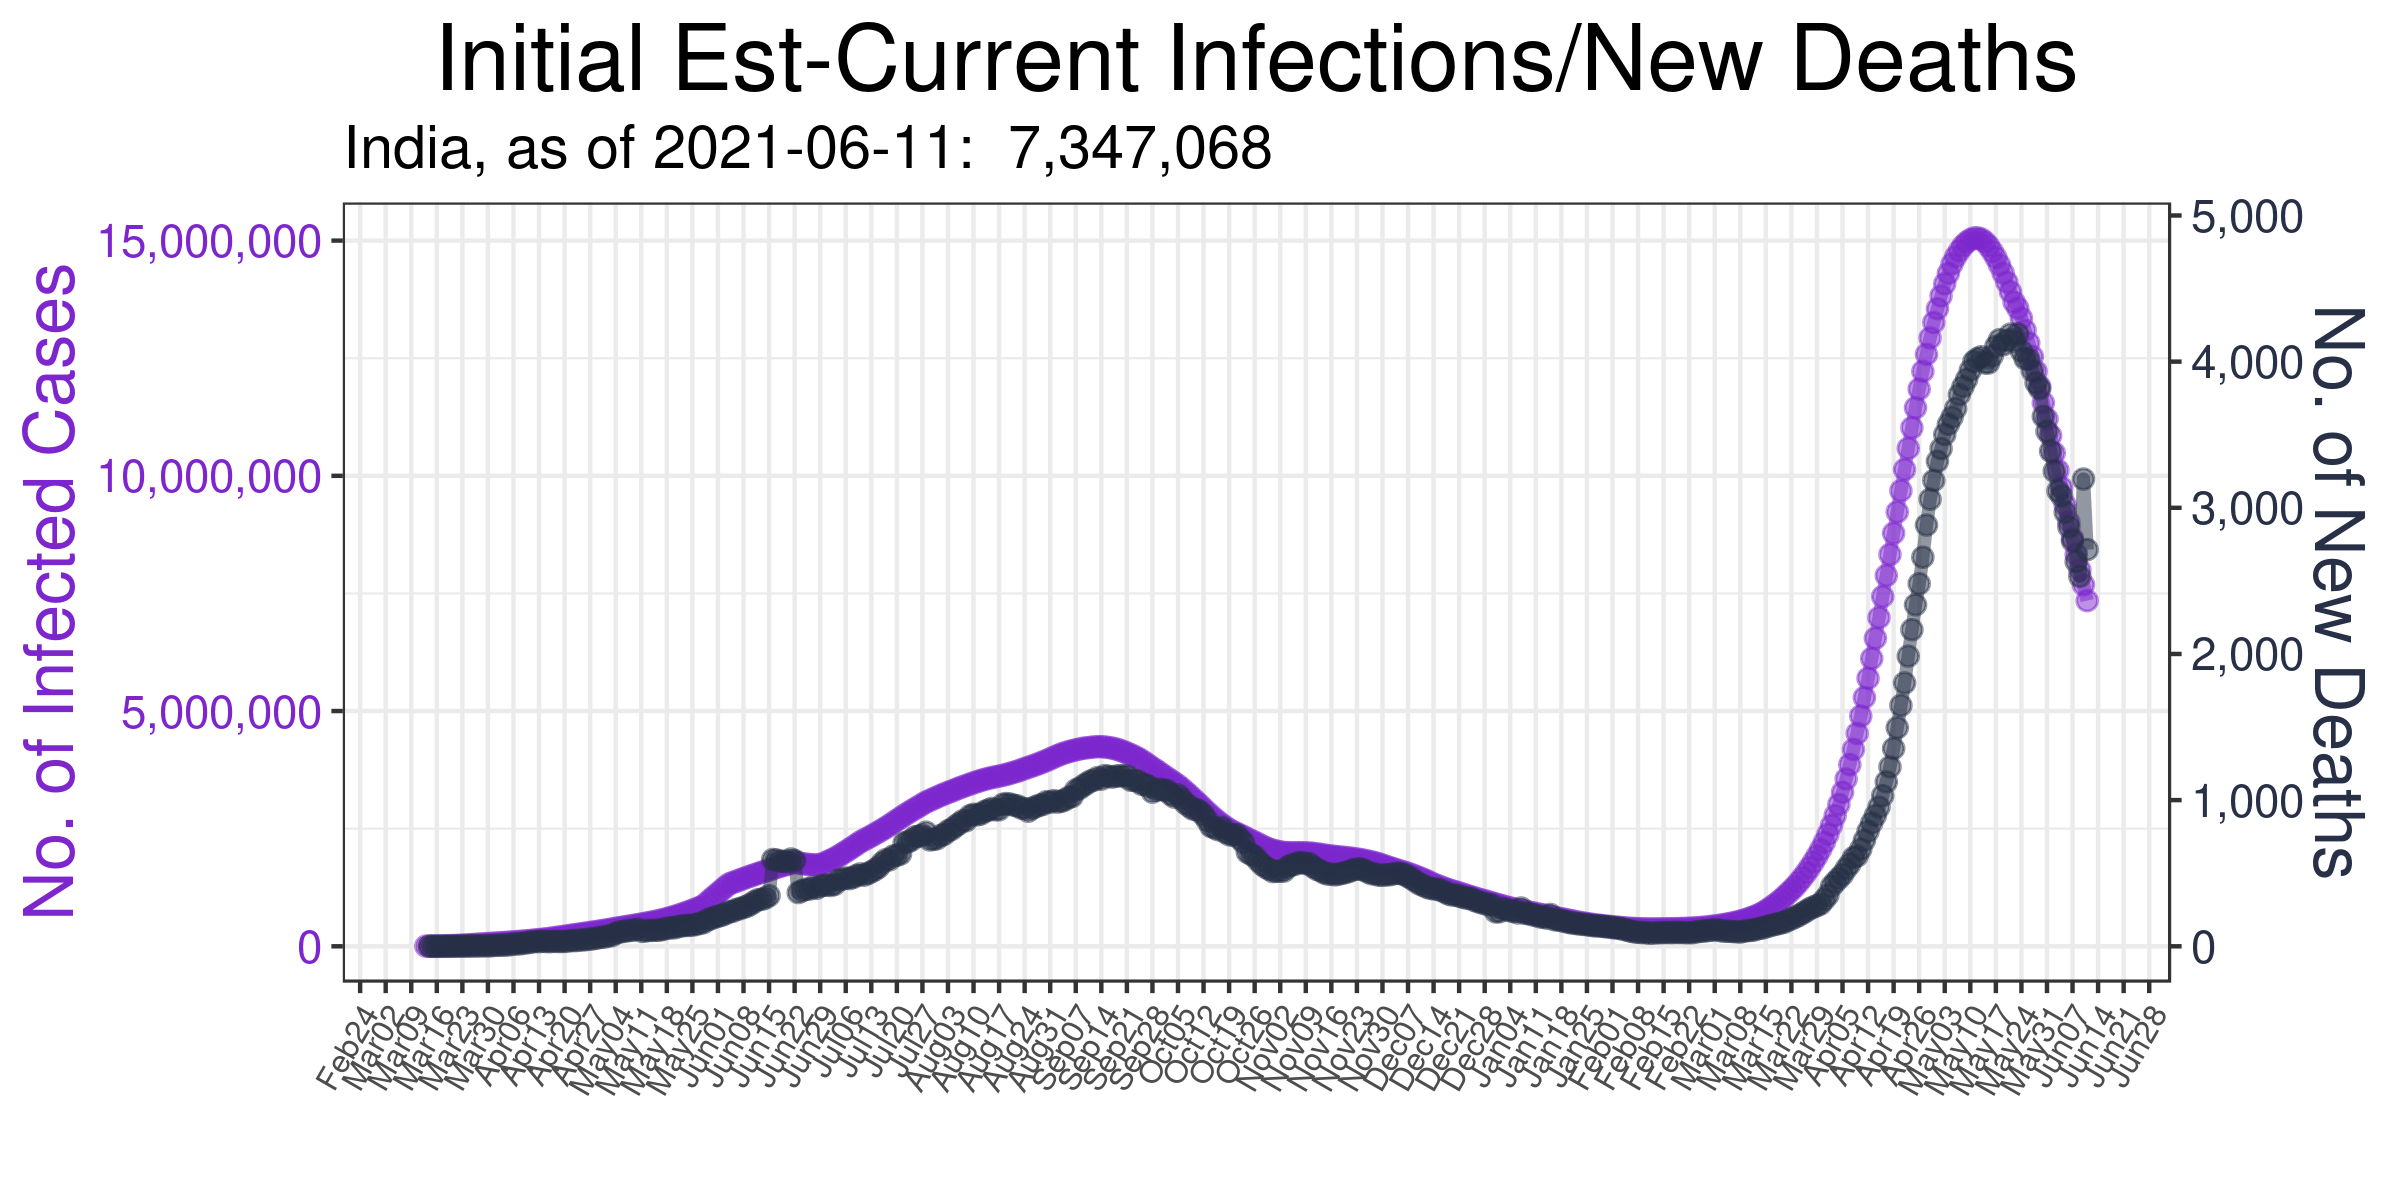 Initial Est-Current Infections/New Deaths
India, as of 2021-06-11:  7,347,068
No. of Infected Cases
15,000,000
10,000,000
5,000,000
0
5,000
4,000
3,000
2,000
1,000
0
No. of New Deaths
Feb24
Mar02
Mar09
Mar16
Mar23
Mar30
Apr06
Apr13
Apr20
Apr27
May04
May11
May18
May25
Jun01
Jun08
Jun15
Jun22
Jun29
Jul06
Jul13
Jul20
Jul27
Aug03
Aug10
Aug17
Aug24
Aug31
Sep07
Sep14
Sep21
Sep28
Oct05
Oct12
Oct19
Oct26
Nov02
Nov09
Nov16
Nov23
Nov30
Dec07
Dec14
Dec21
Dec28
Jan04
Jan11
Jan18
Jan25
Feb01
Feb08
Feb15
Feb22
Mar01
Mar08
Mar15
Mar22
Mar29
Apr05
Apr12
Apr19
Apr26
May03
May10
May17
May24
May31
Jun07
Jun14
Jun21
Jun28